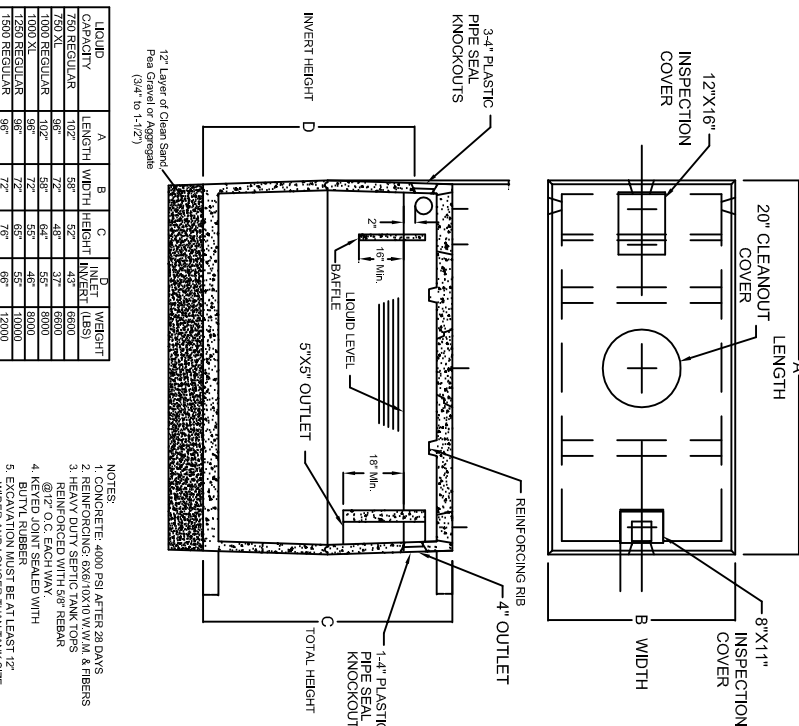 A
LENGTH
12"X16"
INSPECTION
COVER
20" CLEANOUT
COVER
8"X11"
INSPECTION
COVER
B WIDTH
3-4" PLASTIC
PIPE SEAL
KNOCKOUTS
REINFORCING RIB
4" OUTLET
1-4" PLASTIC
PIPE SEAL
KNOCKOUT
INVERT HEIGHT
D
2"
16" Min.
BAFFLE
LIQUID LEVEL
5"X5" OUTLET
18" Min.
C
TOTAL HEIGHT
12" Layer of Clean Sand,
Pea Gravel or Aggregate
(3/4" to 1-1/2")
LIQUID CAPACITY A LENGTH B WIDTH C HEIGHT D INLET INVERT WEIGHT (LBS)
750 REGULAR 102" 58" 52" 43" 6600
750 XL 96" 72" 48" 37" 6600
1000 REGULAR 102" 58" 64" 55" 8000
1000 XL 96" 72" 55" 46" 8000
1250 REGULAR 96" 72" 65" 55" 10000
1500 REGULAR 96" 72" 76" 66" 12000
NOTES:
1. CONCRETE: 4000 PSI AFTER 28 DAYS
2. REINFORCING: 6X6/10X10 W.W.M. & FIBERS
3. HEAVY DUTY SEPTIC TANK TOPS
REINFORCED WITH 5/8" REBAR
@12" O.C. EACH WAY.
4. KEYED JOINT SEALED WITH
BUTYL RUBBER
5. EXCAVATION MUST BE AT LEAST 12"